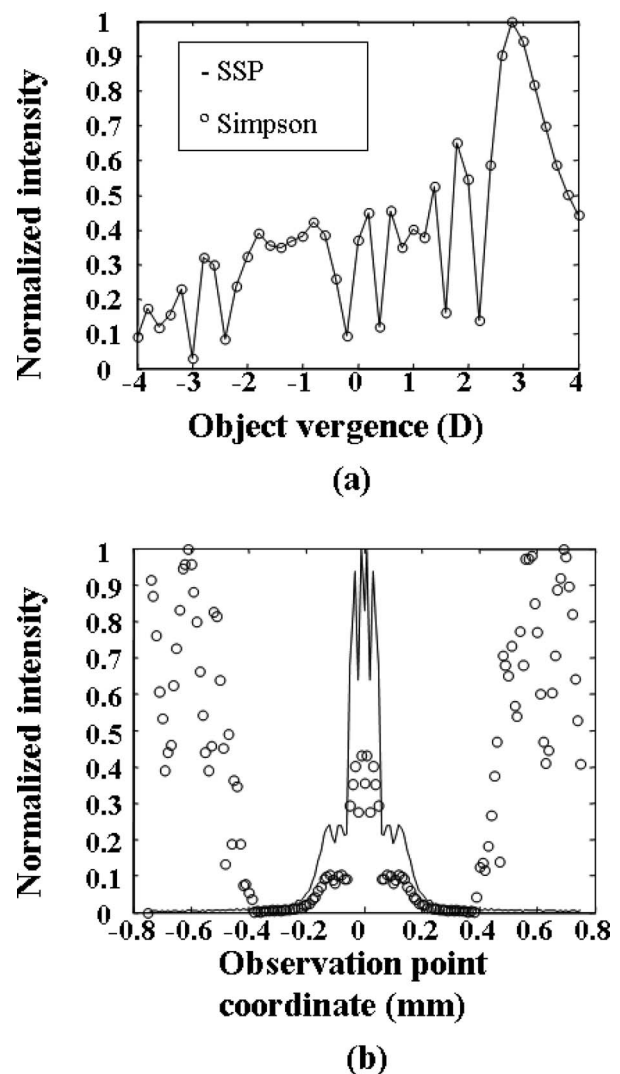 1
0.9
0.8
0.7
0.6
0.5
0.4
0.3
0.2
0.1
0
Normalized intensity
- SSP
° Simpson
-4 -3 -2 -1 0 1 2 3 4
Object vergence (D)
(a)
1
0.9
0.8
0.7
0.6
0.5
0.4
0.3
0.2
0.1
0
Normalized intensity
-0.8 -0.6 -0.4 -0.2 0 0.2 0.4 0.6 0.8
Observation point
coordinate (mm)
(b)